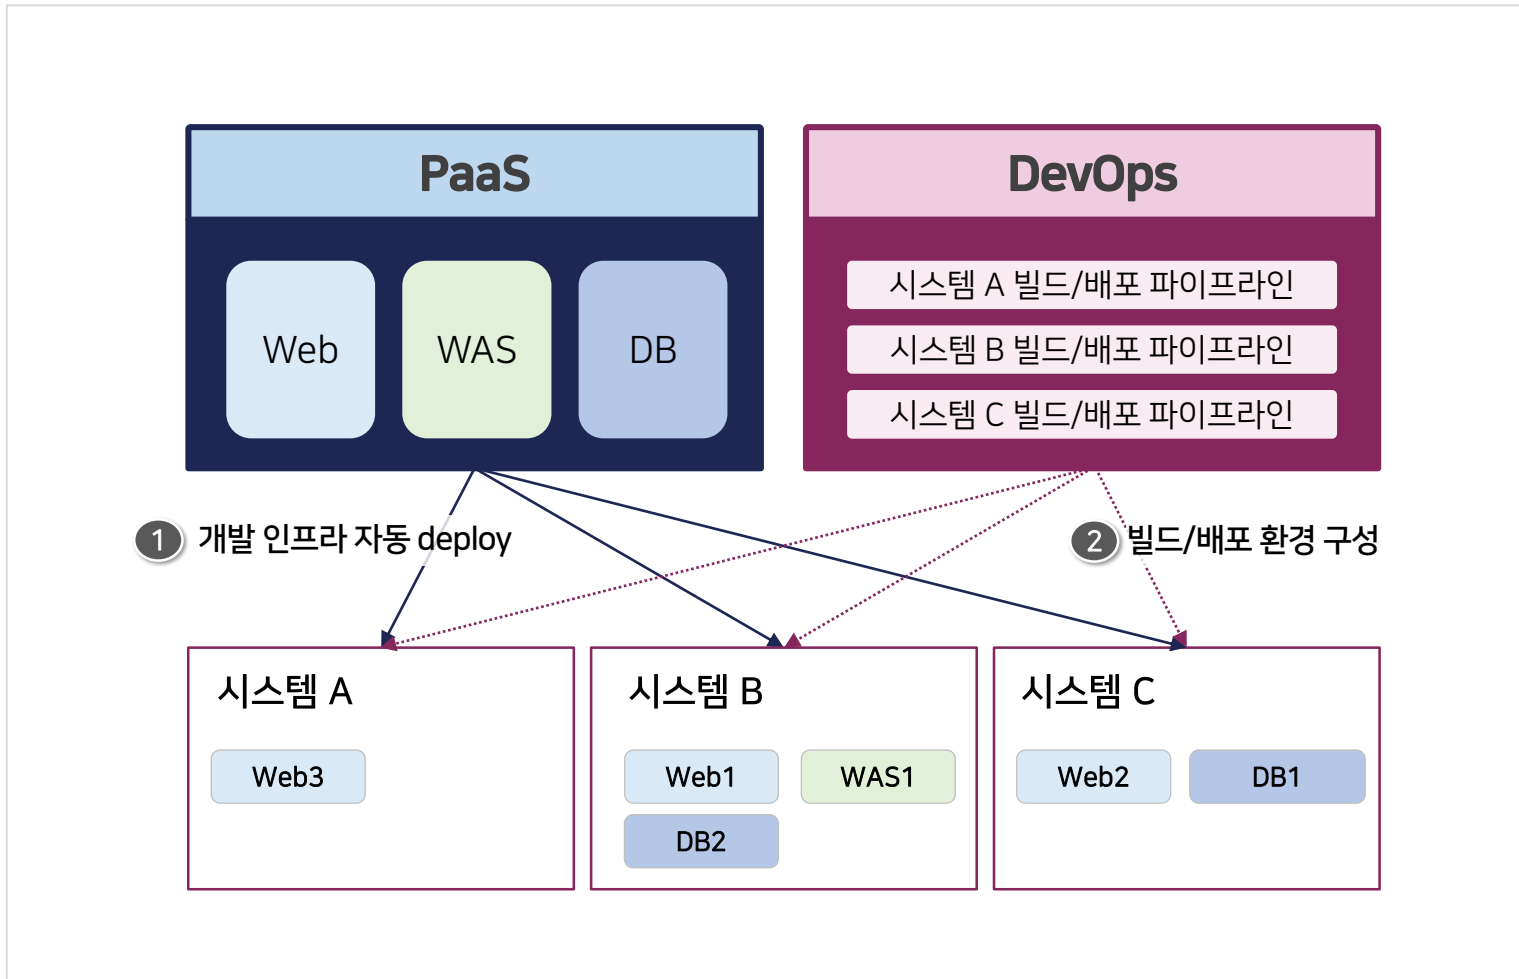 PaaS
Web
WAS
DB
DevOps
시스템 A 빌드/배포 파이프라인
시스템 B 빌드/배포 파이프라인
시스템 C 빌드/배포 파이프라인
1 개발 인프라 자동 deploy
2 빌드/배포 환경 구성
시스템 A
Web3
시스템 B
Web1
WAS1
DB2
시스템 C
Web2
DB1